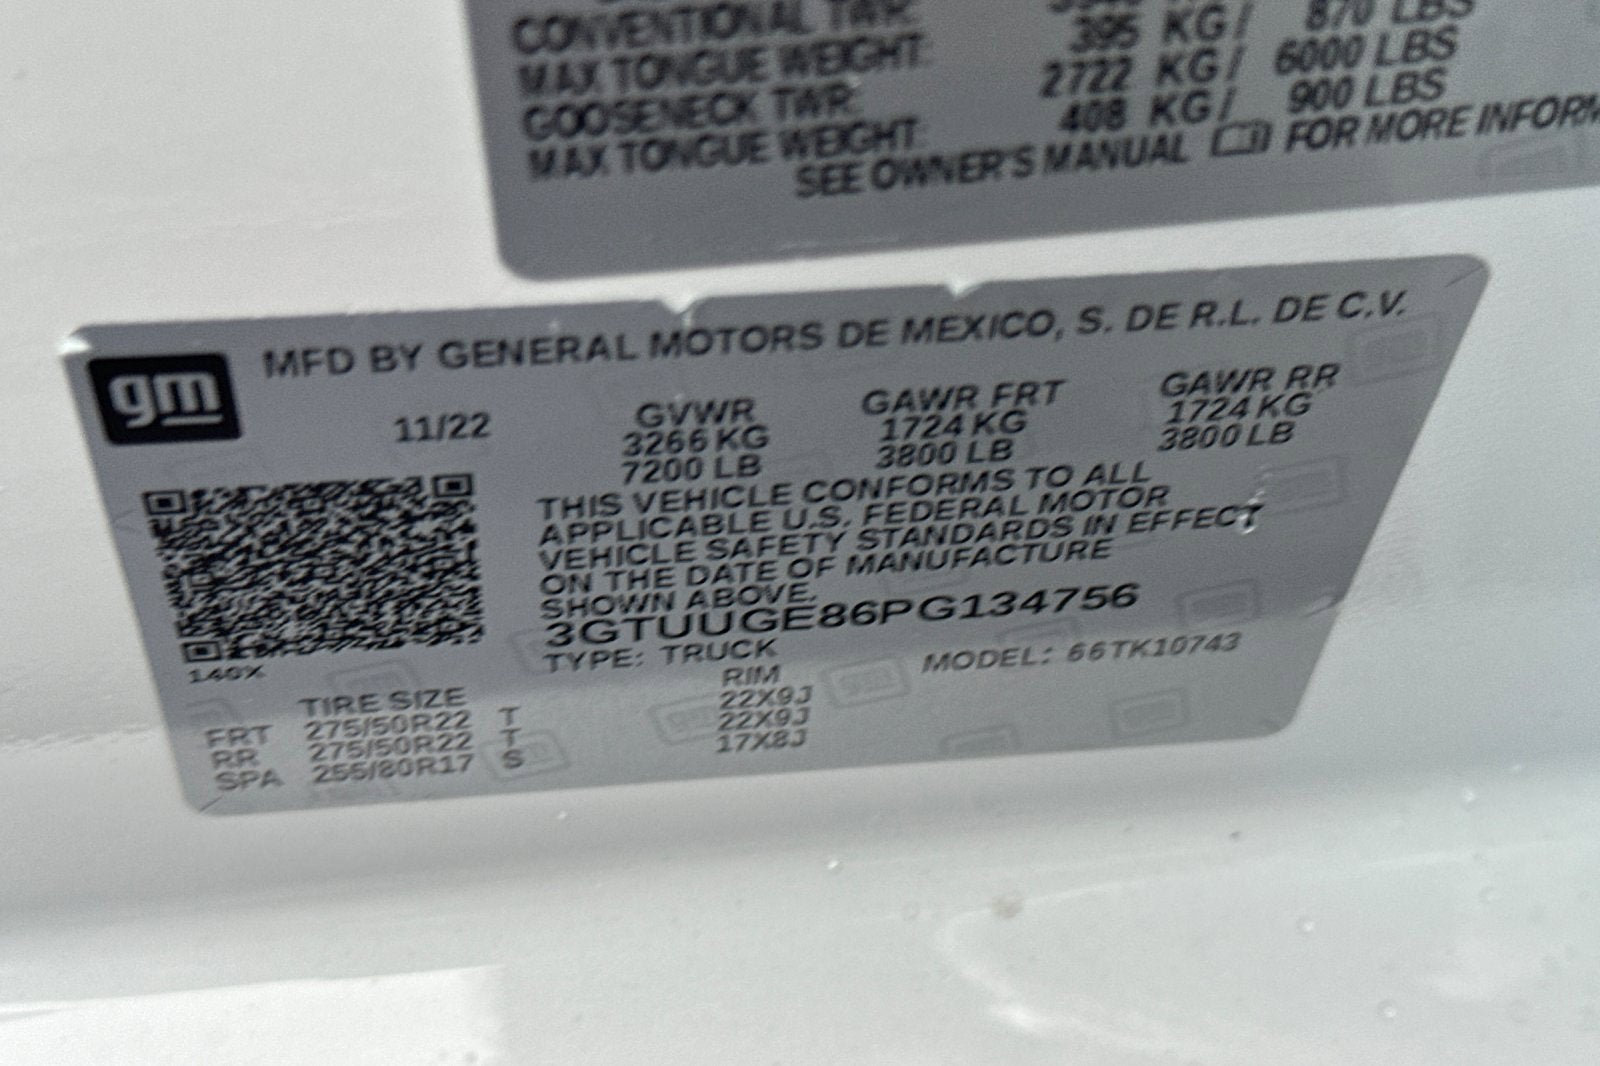 CONVENTIONAL TWR: KG / 870 LBS
MAX TONGUE WEIGHT: 395 KG / 6000 LBS
GOOSENECK TWR: 2722 KG / 900 LBS
MAX TONGUE WEIGHT: 408 KG /
SEE OWNER'S MANUAL FOR MORE
MFD BY GENERAL MOTORS DE MEXICO, S. DE R.L. DE C.V.
gm
11/22 GVWR GAWR FRT GAWR RR
3266 KG 1724 KG 1724 KG
7200 LB 3800 LB 3800 LB
THIS VEHICLE CONFORMS TO ALL
APPLICABLE U.S. FEDERAL MOTOR
VEHICLE SAFETY STANDARDS IN EFFECT
ON THE DATE OF MANUFACTURE
SHOWN ABOVE.
3GTUUGE86PG134756
TYPE: TRUCK MODEL: 66TK10743
140X
TIRE SIZE RIM
FRT 275/50R22 T 22X9J
RR 275/50R22 T 22X9J
SPA 255/80R17 S 17X8J